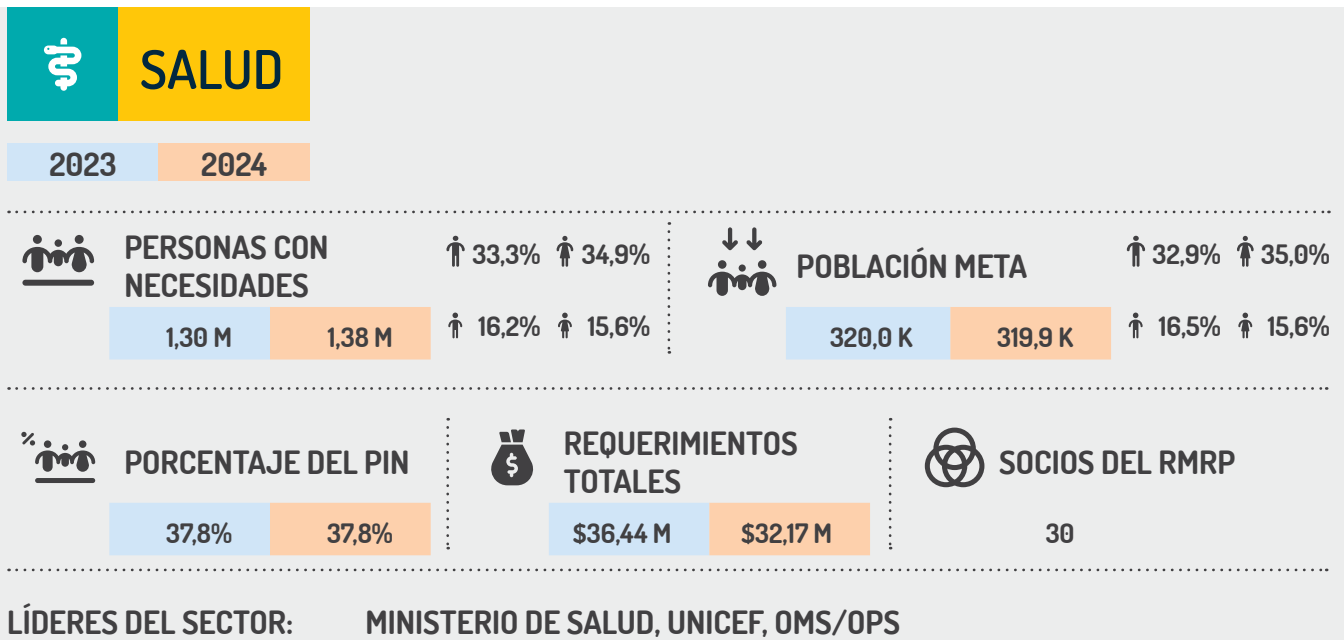 SALUD
2023 2024
PERSONAS CON
NECESIDADES
33,3% 34,9%
1,30 M 1,38 M
16,2% 15,6%
POBLACIÓN META
32,9% 35,0%
320,0 K 319,9 K
16,5% 15,6%
% PORCENTAJE DEL PIN
37,8% 37,8%
$ REQUERIMIENTOS
TOTALES
$36,44 M $32,17 M
SOCIOS DEL RMRP
30
LÍDERES DEL SECTOR: MINISTERIO DE SALUD, UNICEF, OMS/OPS